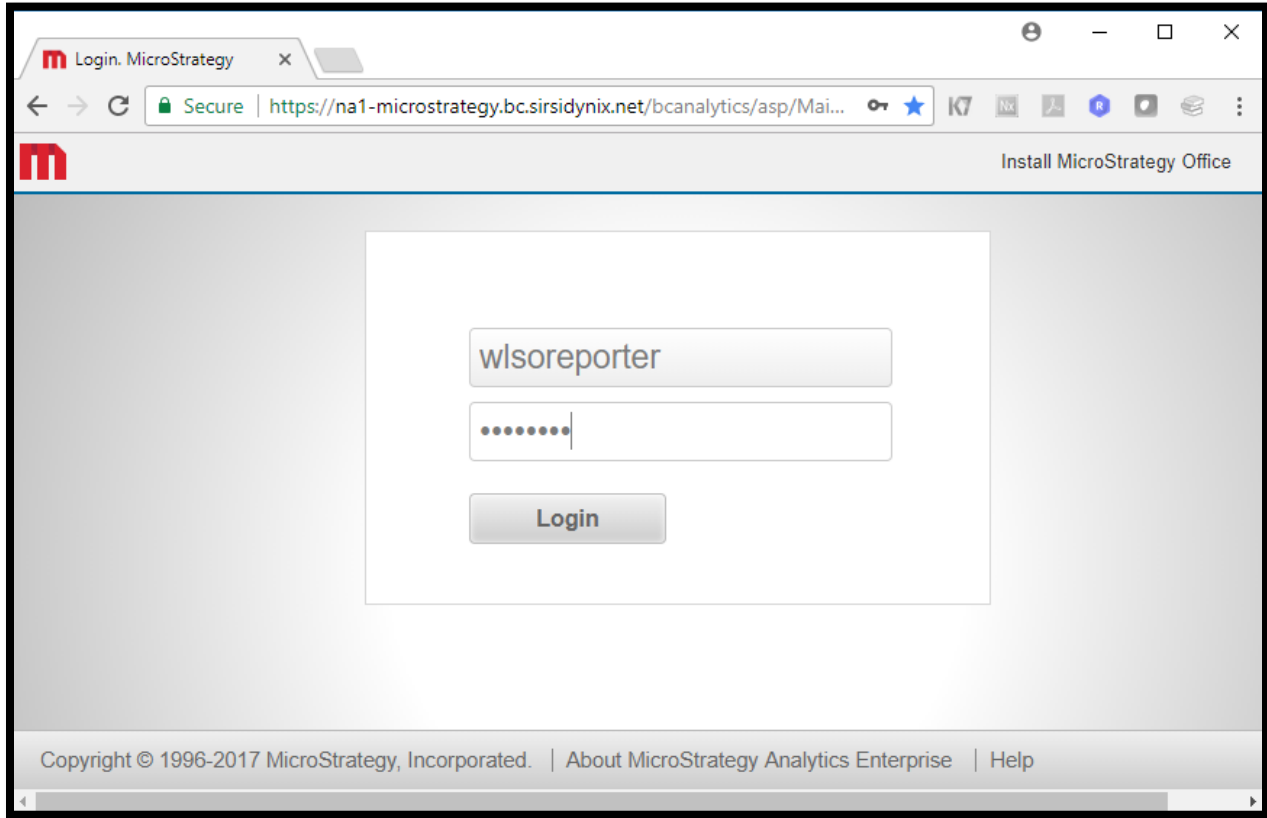 Login. MicroStrategy
Secure | https://na1-microstrategy.bc.sirsidynix.net/bcanalytics/asp/Mai... K7 Nx R
Install MicroStrategy Office
wlsoreporter
••••••••
Login
Copyright © 1996-2017 MicroStrategy, Incorporated. | About MicroStrategy Analytics Enterprise | Help